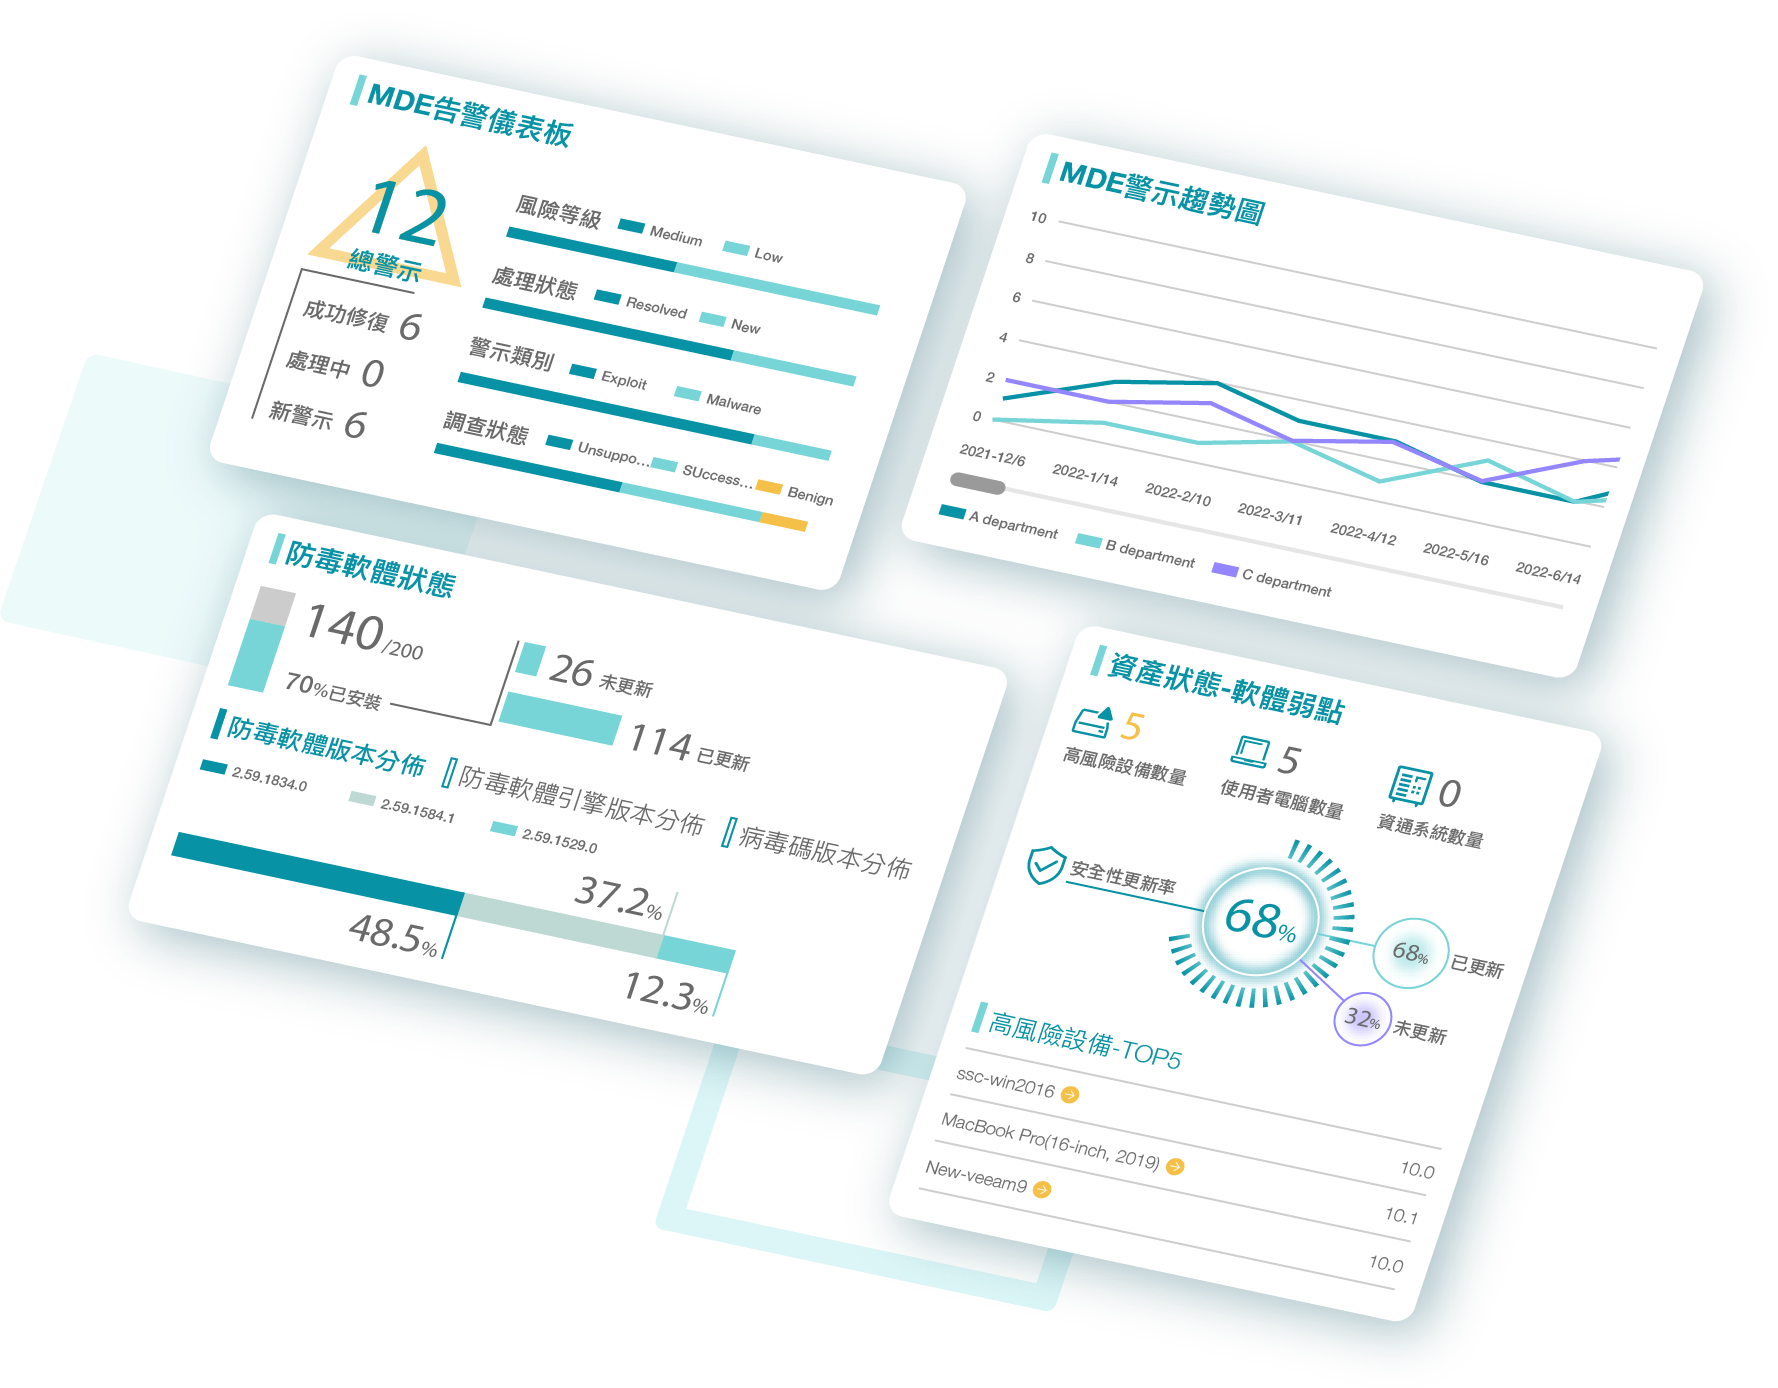 MDE告警儀表板
12
總警示
成功修復 6
處理中 0
新警示 6
風險等級 Medium Low
處理狀態 Resolved New
警示類別 Exploit Malware
調查狀態 Unsuppo... SUccess... Benign
MDE警示趨勢圖
10
8
6
4
2
0
2021-12/6 2022-1/14 2022-2/10 2022-3/11 2022-4/12 2022-5/16 2022-6/14
A department B department C department
防毒軟體狀態
140/200
70%已安裝
26 未更新
114 已更新
防毒軟體版本分佈 防毒軟體引擎版本分佈 病毒碼版本分佈
2.59.1834.0 2.59.1584.1 2.59.1529.0
37.2%
48.5%
12.3%
資產狀態-軟體弱點
5
高風險設備數量
5
使用者電腦數量
0
資通系統數量
安全性更新率
68%
68% 已更新
32% 未更新
高風險設備-TOP5
ssc-win2016 10.0
MacBook Pro(16-inch, 2019) 10.1
New-veeam9 10.0